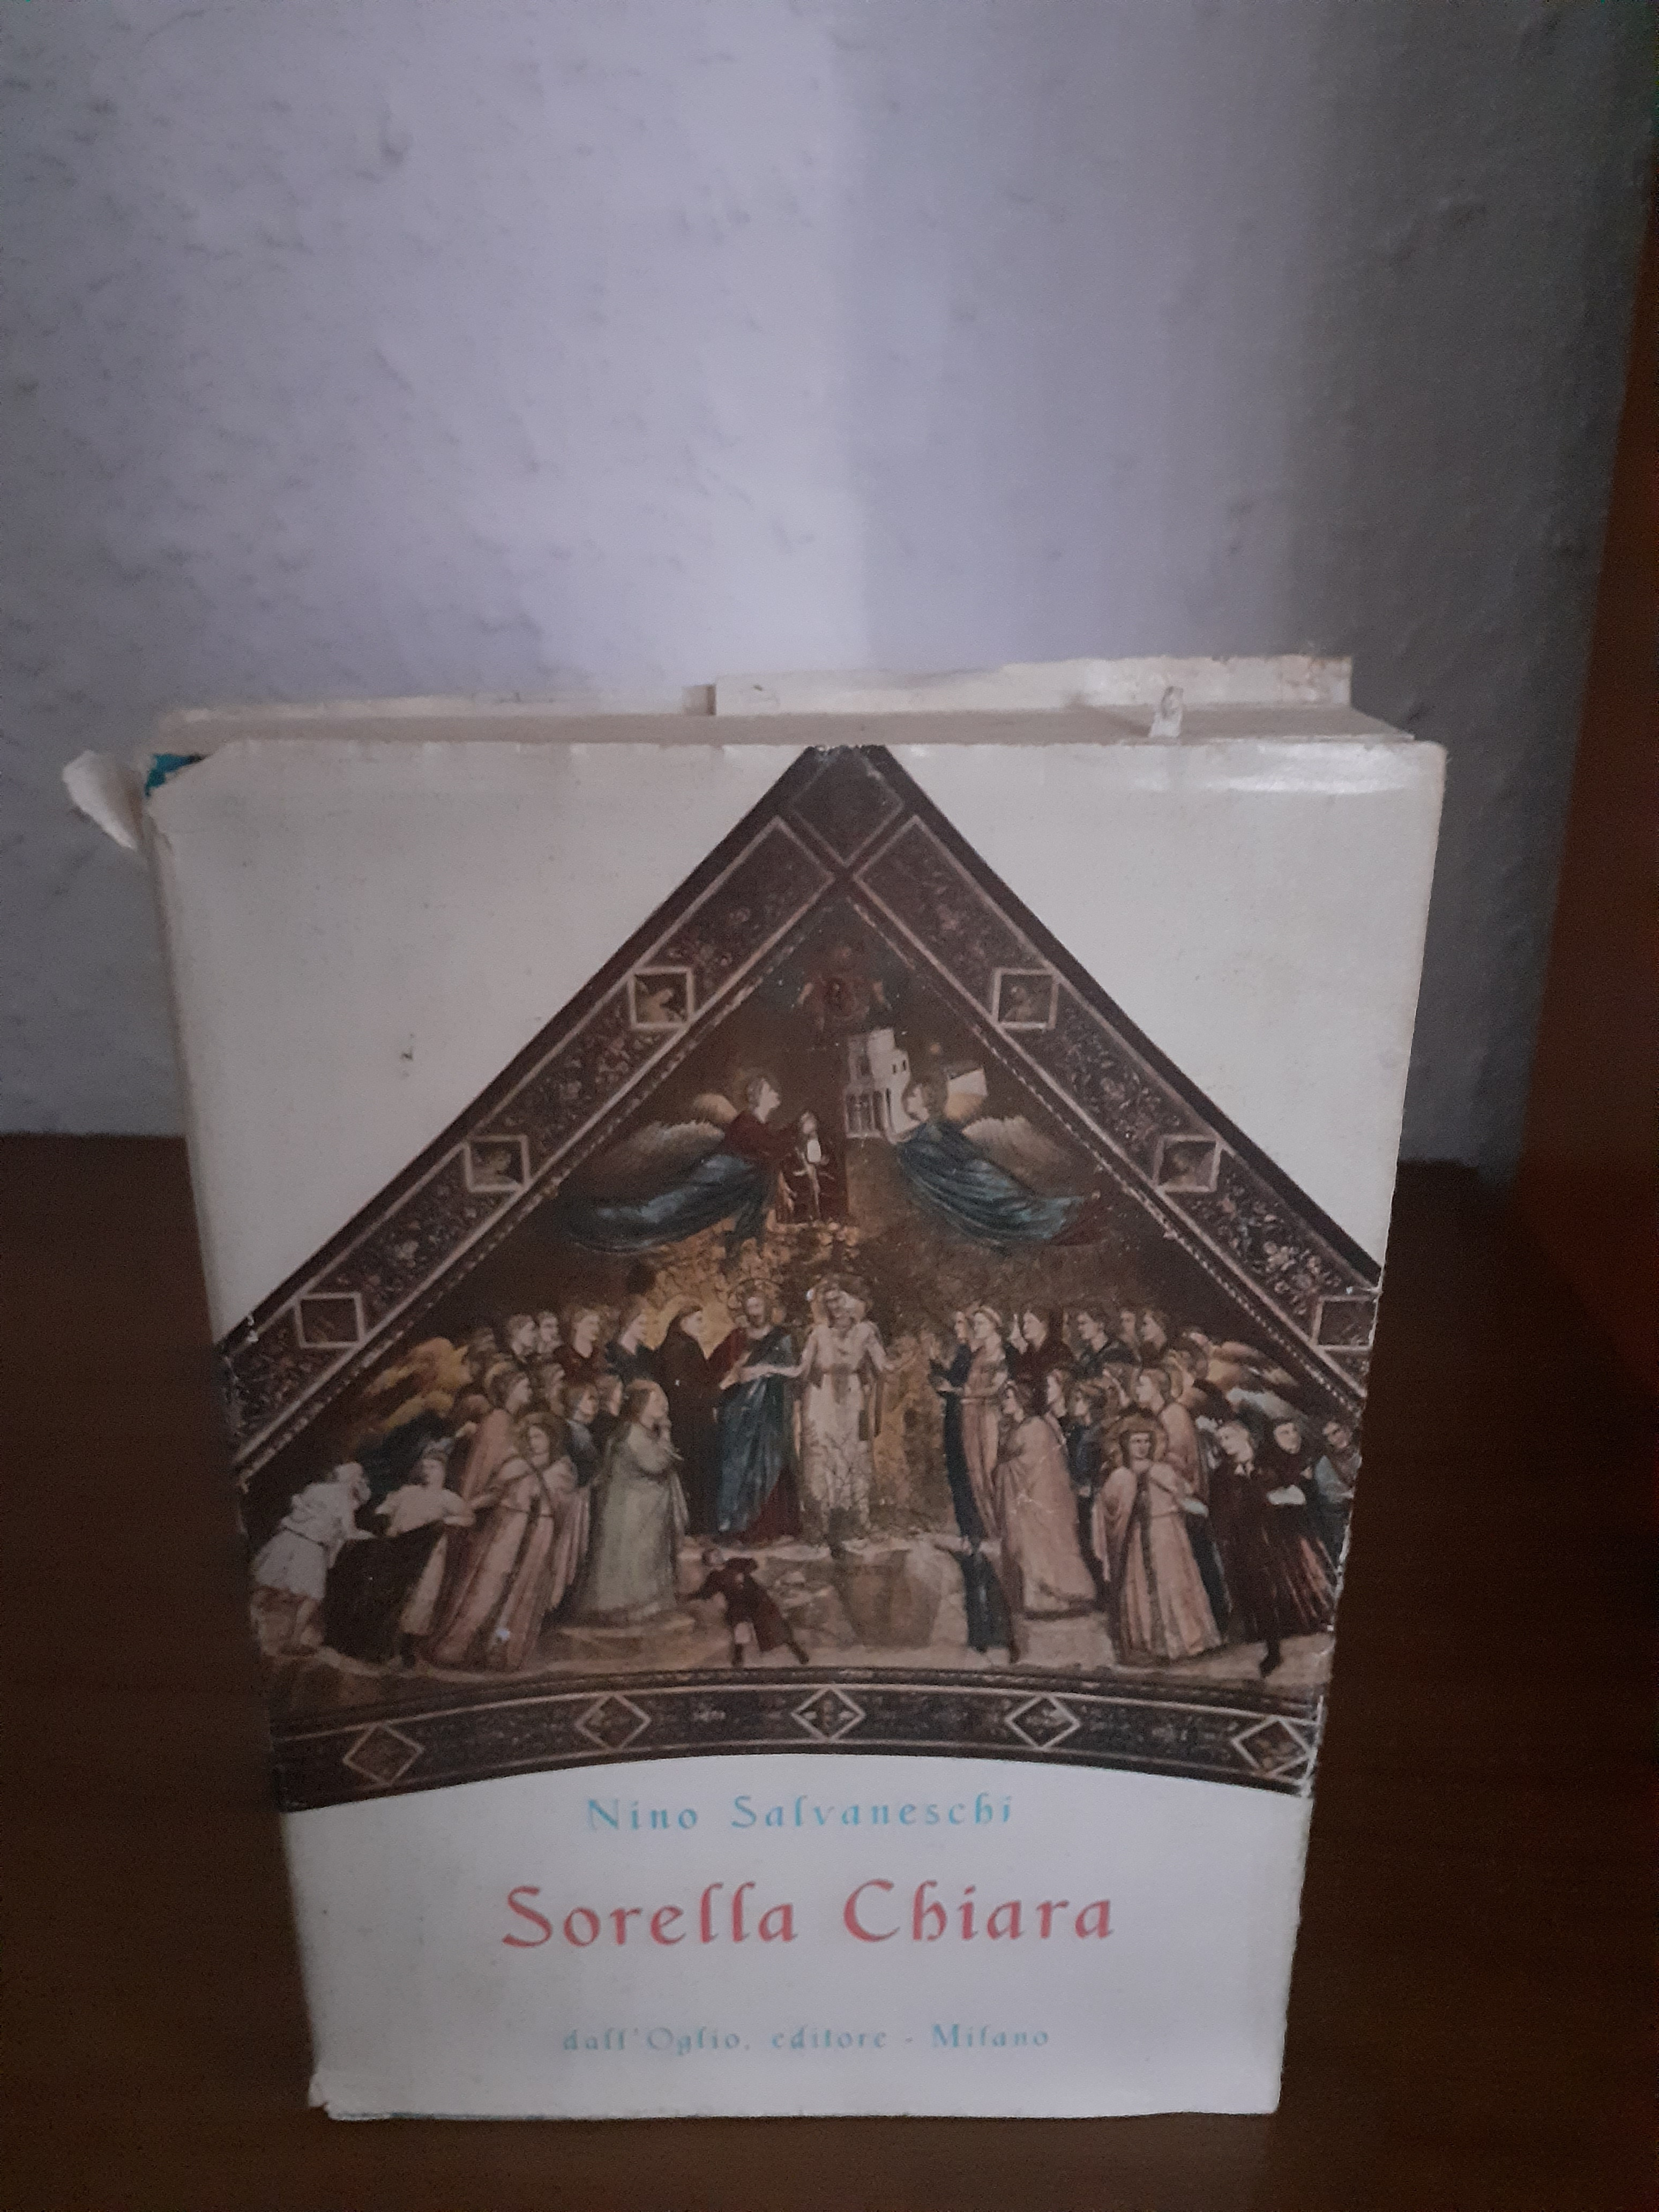 Nino Salvaneschi
Sorella Chiara
dall'Oglio, editore - Milano